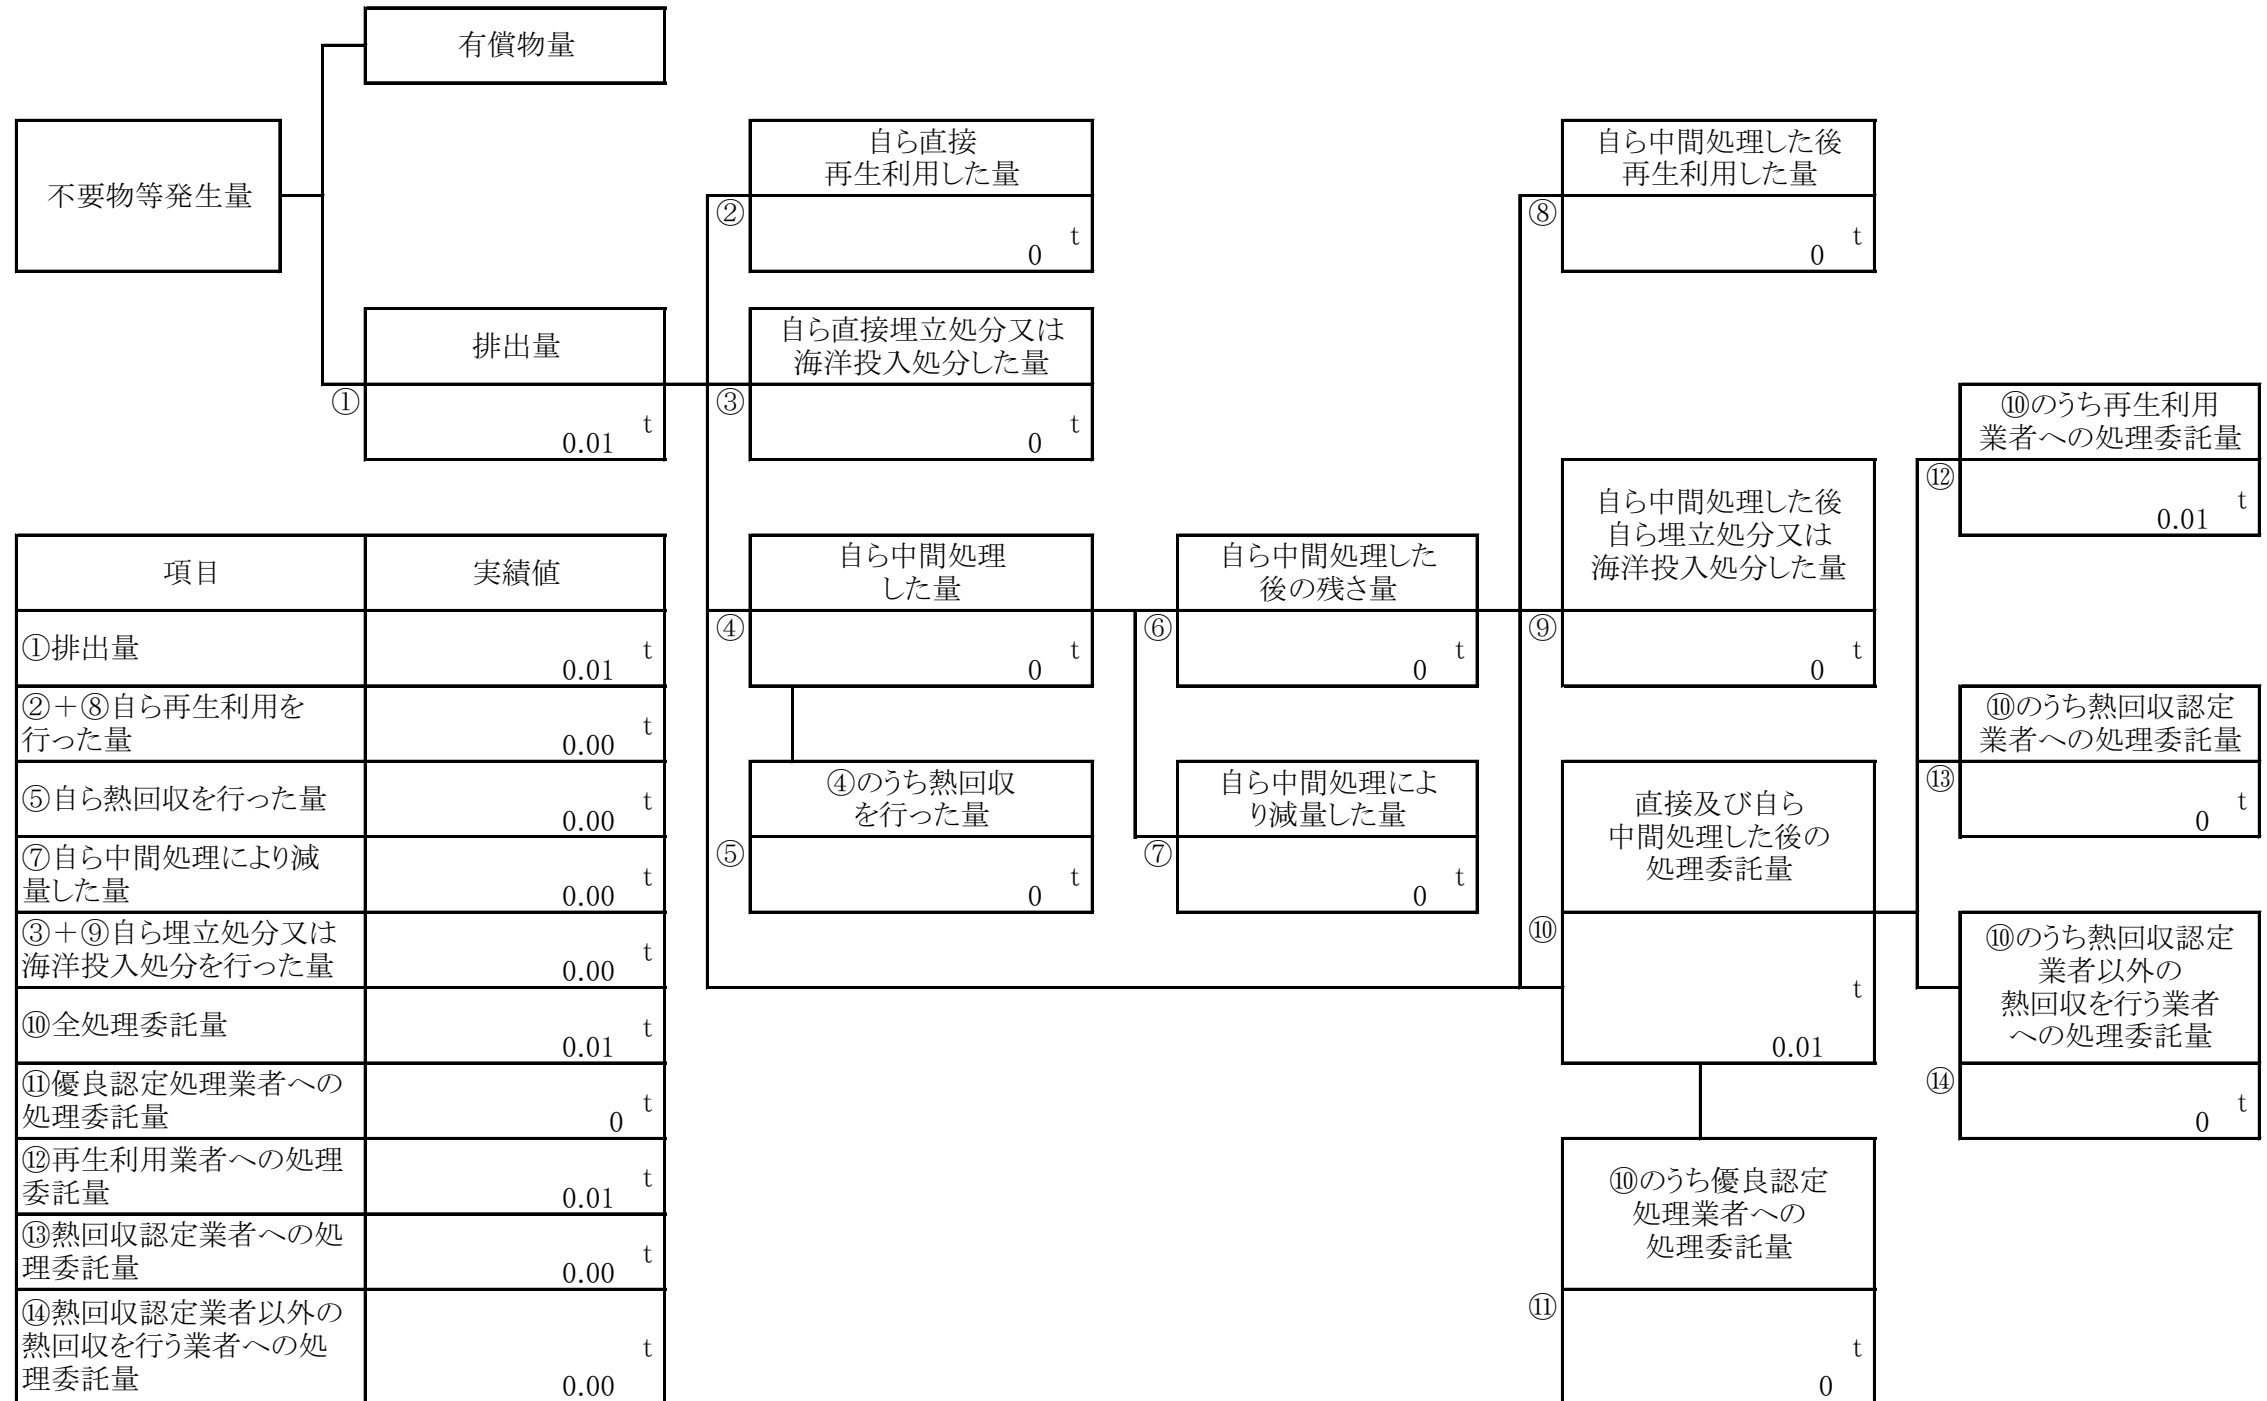 有償物量
不要物等発生量
自ら直接
再生利用した量
②
t
0
自ら中間処理した後
再生利用した量
⑧
t
0
排出量
①
t
0.01
自ら直接埋立処分又は
海洋投入処分した量
③
t
0
⑩のうち再生利用
業者への処理委託量
⑫
t
0.01
自ら中間処理
した量
④
t
0
自ら中間処理した
後の残さ量
⑥
t
0
自ら中間処理した後
自ら埋立処分又は
海洋投入処分した量
⑨
t
0
⑩のうち熱回収認定
業者への処理委託量
⑬
t
0
④のうち熱回収
を行った量
⑤
t
0
自ら中間処理によ
り減量した量
⑦
t
0
直接及び自ら
中間処理した後の
処理委託量
⑩
t
0.01
⑩のうち熱回収認定
業者以外の
熱回収を行う業者
への処理委託量
⑭
t
0
⑩のうち優良認定
処理業者への
処理委託量
⑪
t
0
項目
実績値
①排出量
t
0.01
②＋⑧自ら再生利用を
行った量
t
0.00
⑤自ら熱回収を行った量
t
0.00
⑦自ら中間処理により減
量した量
t
0.00
③＋⑨自ら埋立処分又は
海洋投入処分を行った量
t
0.00
⑩全処理委託量
t
0.01
⑪優良認定処理業者への
処理委託量
t
0
⑫再生利用業者への処理
委託量
t
0.01
⑬熱回収認定業者への処
理委託量
t
0.00
⑭熱回収認定業者以外の
熱回収を行う業者への処
理委託量
t
0.00